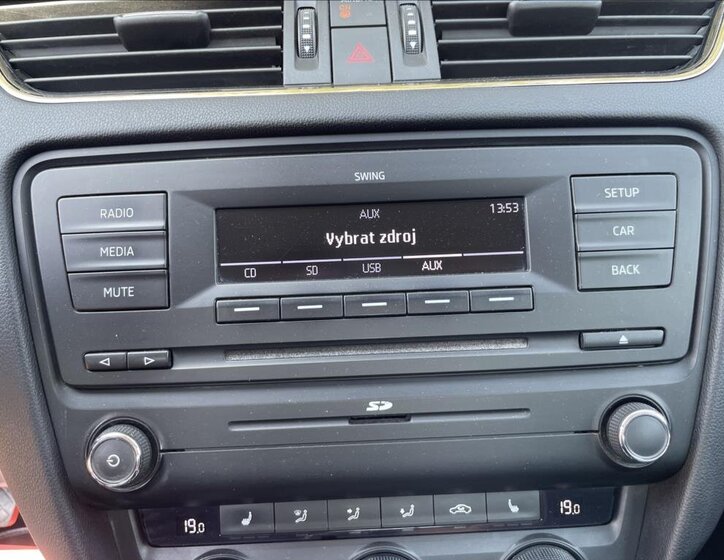 SWING
RADIO
MEDIA
MUTE
AUX 13:53
Vybrat zdroj
CD SD USB AUX
SETUP
CAR
BACK
SD
19.0
19.0